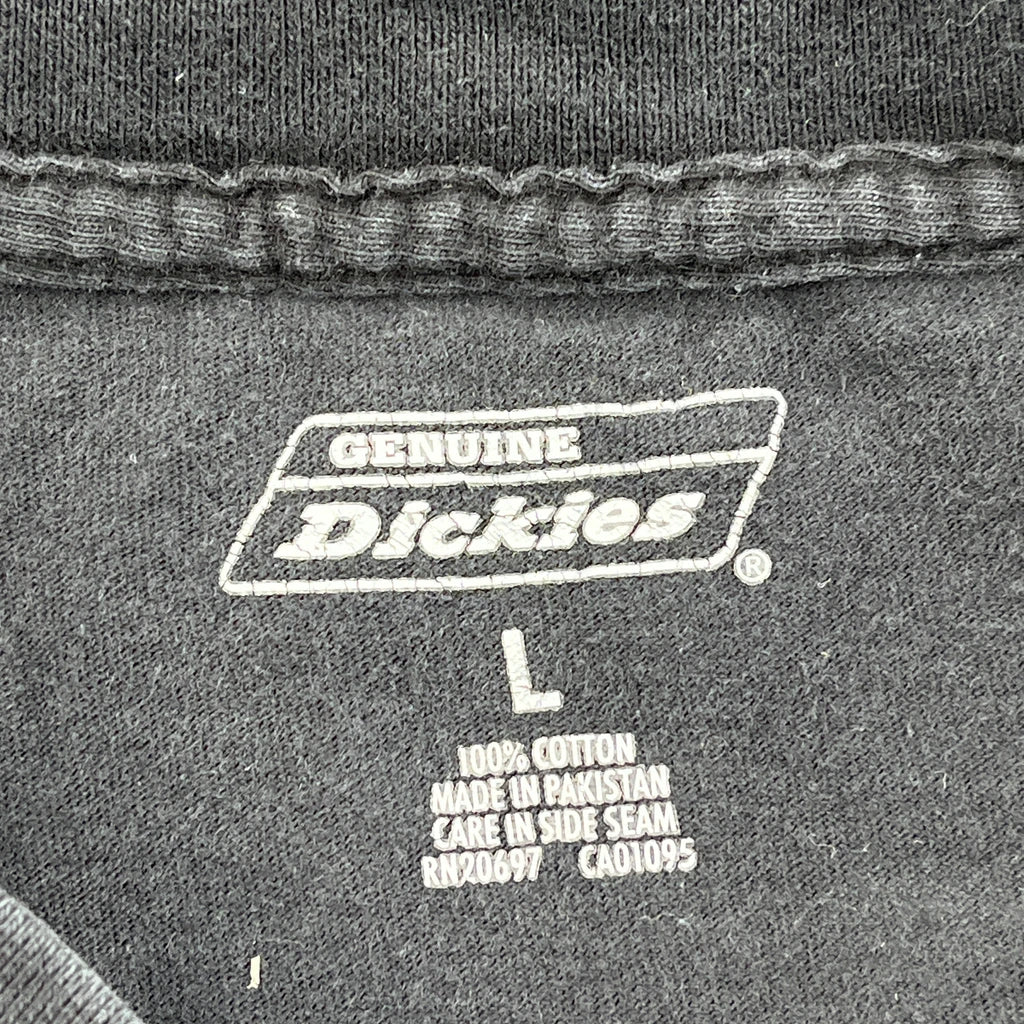 GENUINE
Dickies®
L
100% COTTON
MADE IN PAKISTAN
CARE IN SIDE SEAM
RN20697 CA01095